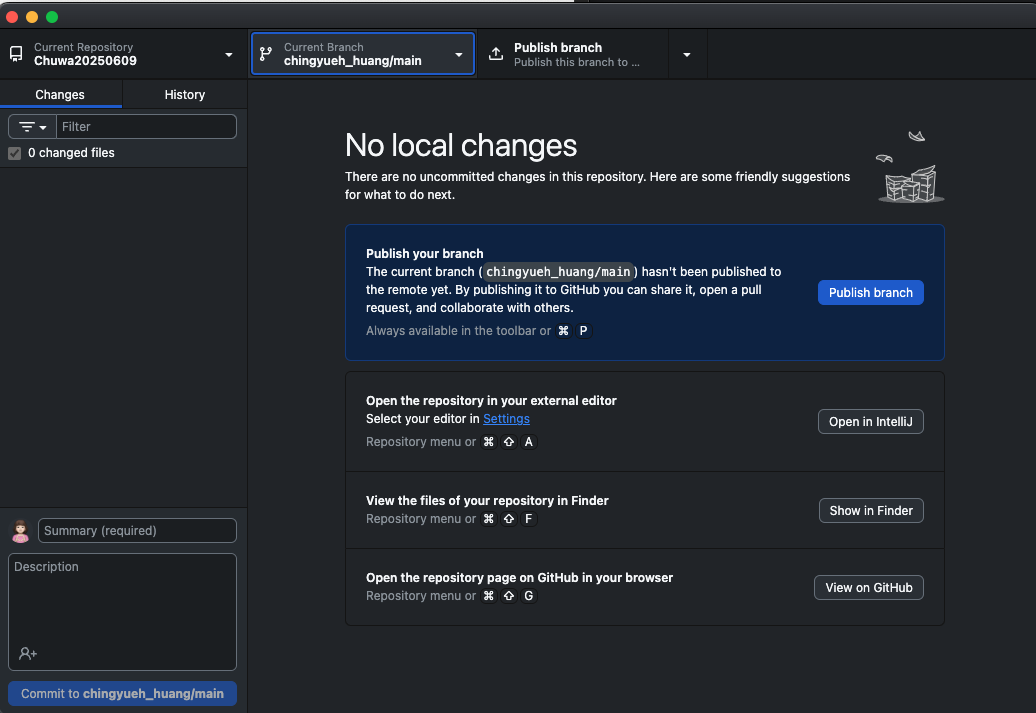 Current Repository
Chuwa20250609
Current Branch
chingyueh_huang/main
Publish branch
Publish this branch to ...
Changes
History
Filter
0 changed files
No local changes
There are no uncommitted changes in this repository. Here are some friendly suggestions
for what to do next.
Publish your branch
The current branch (chingyueh_huang/main) hasn't been published to
the remote yet. By publishing it to GitHub you can share it, open a pull
request, and collaborate with others.
Always available in the toolbar or ⌘ P
Publish branch
Open the repository in your external editor
Select your editor in Settings
Repository menu or ⌘ ⇧ A
Open in IntelliJ
View the files of your repository in Finder
Repository menu or ⌘ ⇧ F
Show in Finder
Open the repository page on GitHub in your browser
Repository menu or ⌘ ⇧ G
View on GitHub
Summary (required)
Description
Commit to chingyueh_huang/main